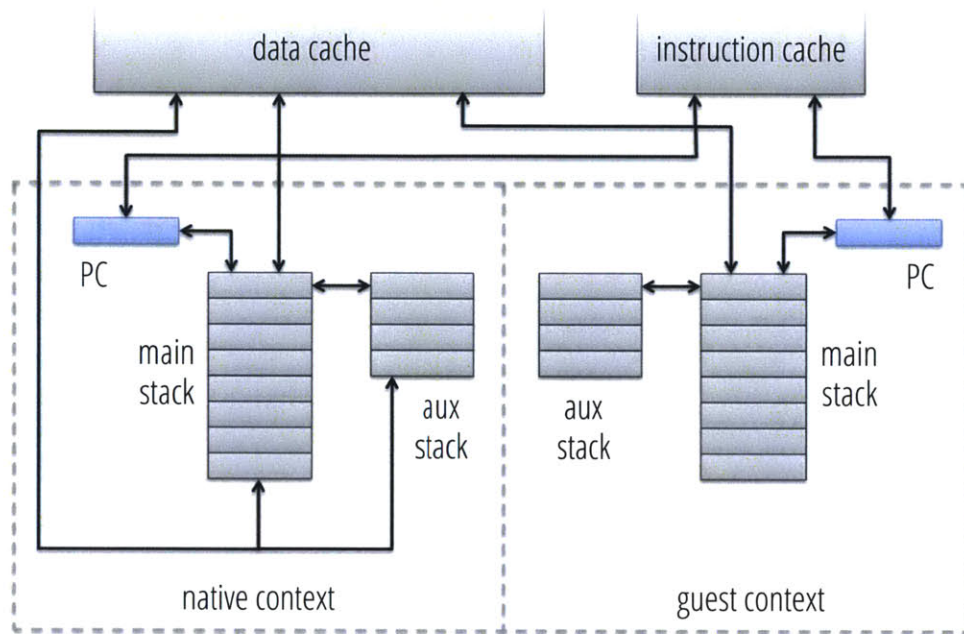 data cache
instruction cache
PC
PC
main
stack
aux
stack
aux
stack
main
stack
native context
guest context